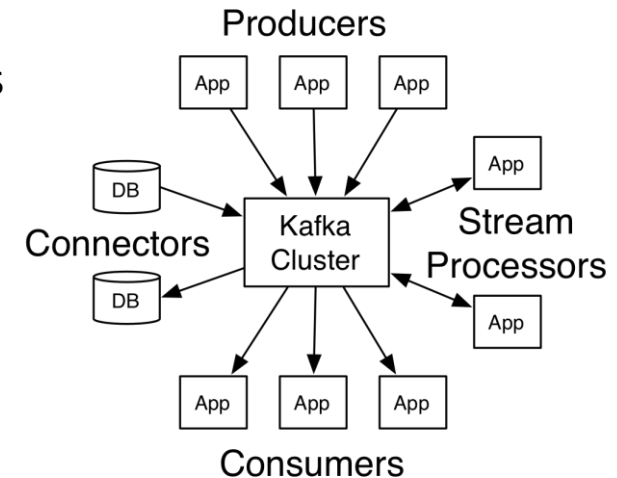 Producers
s
App
App
App
App
DB
Kafka
Cluster
Stream
Processors
Connectors
DB
App
App
App
App
Consumers